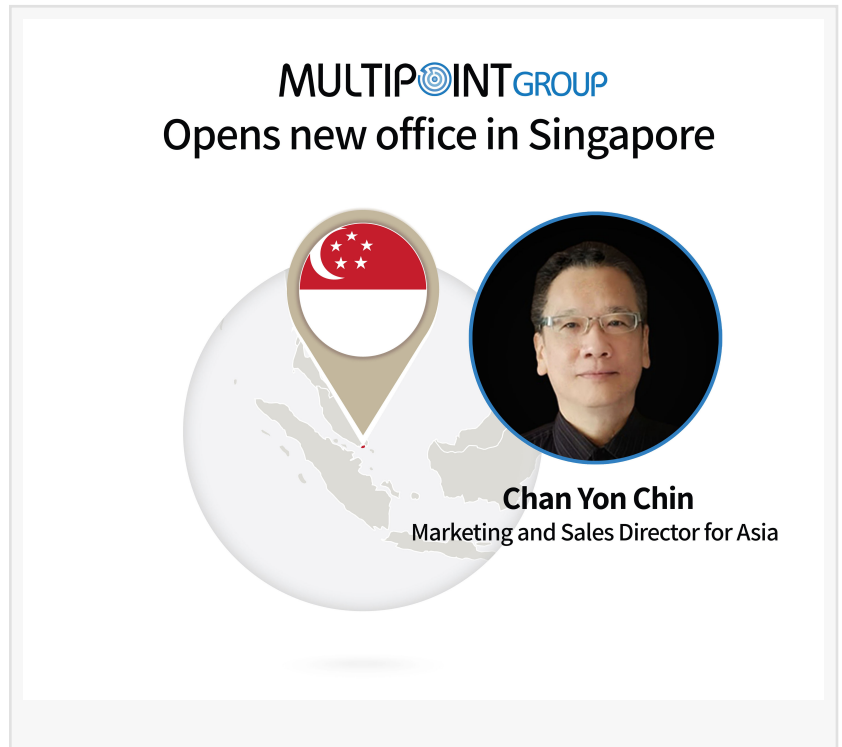 MULTIPOINT GROUP
Opens new office in Singapore
Chan Yon Chin
Marketing and Sales Director for Asia